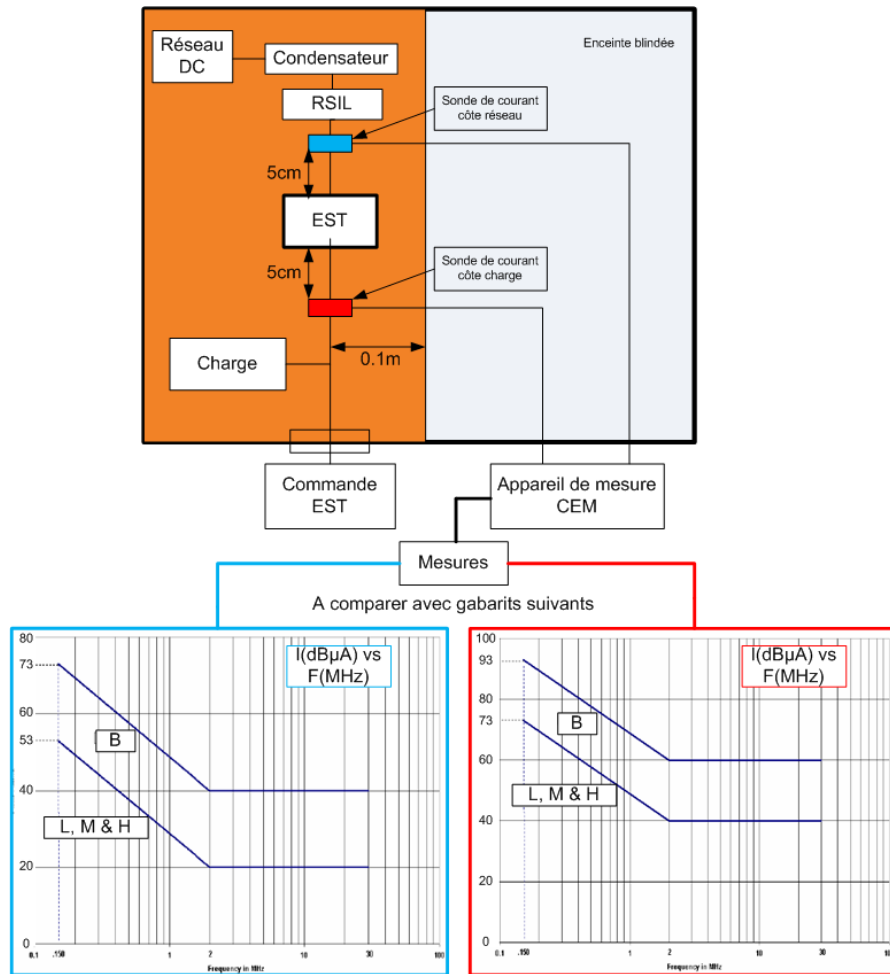 Réseau
DC
Condensateur
Enceinte blindée
RSIL
Sonde de courant
côte réseau
5cm
EST
5cm
Sonde de courant
côte charge
Charge
0.1m
Commande
EST
Appareil de mesure
CEM
Mesures
A comparer avec gabarits suivants
80
73
60
53
40
20
0
I(dBµA) vs
F(MHz)
B
L, M & H
0.1
.150
1
2
10
30
100
Frequency in MHz
100
93
80
73
60
40
20
0
I(dBµA) vs
F(MHz)
B
L, M & H
0.1
.150
1
2
10
30
100
Frequency in MHz